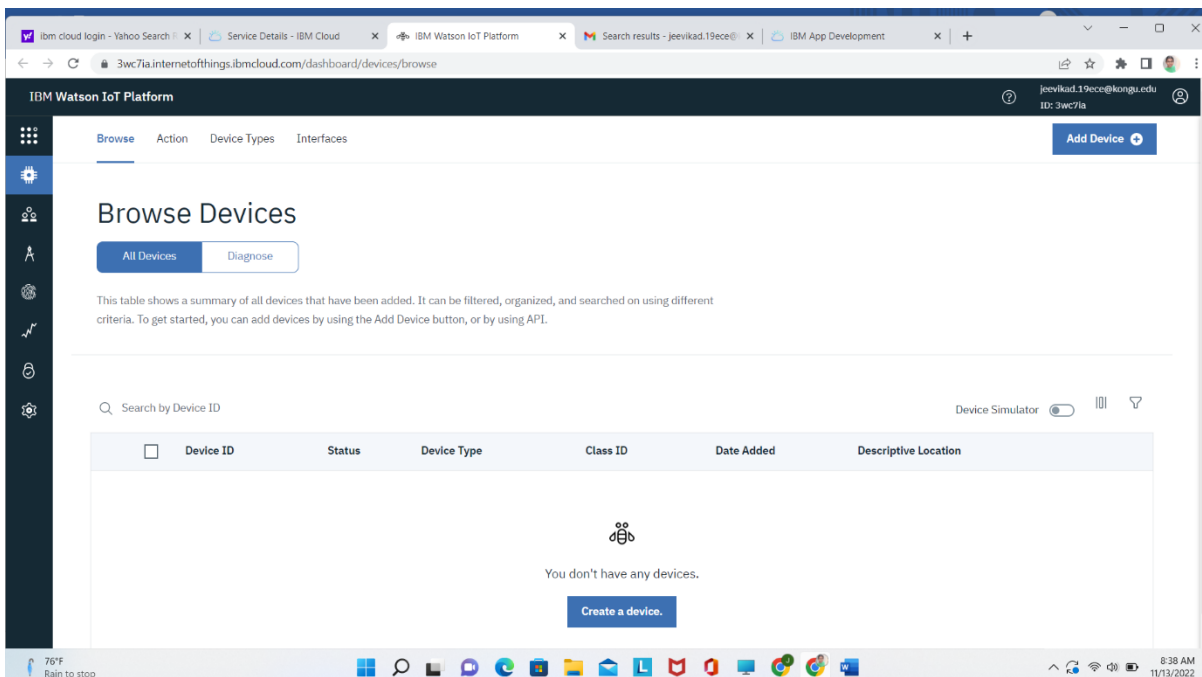 ibm cloud login - Yahoo Search R
Service Details - IBM Cloud
IBM Watson IoT Platform
Search results - jeevikad.19ece@
IBM App Development
3wc7ia.internetofthings.ibmcloud.com/dashboard/devices/browse
IBM Watson IoT Platform
jeevikad.19ece@kongu.edu
ID: 3wc7ia
Browse Action Device Types Interfaces
Add Device
Browse Devices
All Devices Diagnose
This table shows a summary of all devices that have been added. It can be filtered, organized, and searched on using different
criteria. To get started, you can add devices by using the Add Device button, or by using API.
Search by Device ID
Device Simulator
Device ID Status Device Type Class ID Date Added Descriptive Location
You don't have any devices.
Create a device.
76°F
Rain to stop
8:38 AM
11/13/2022